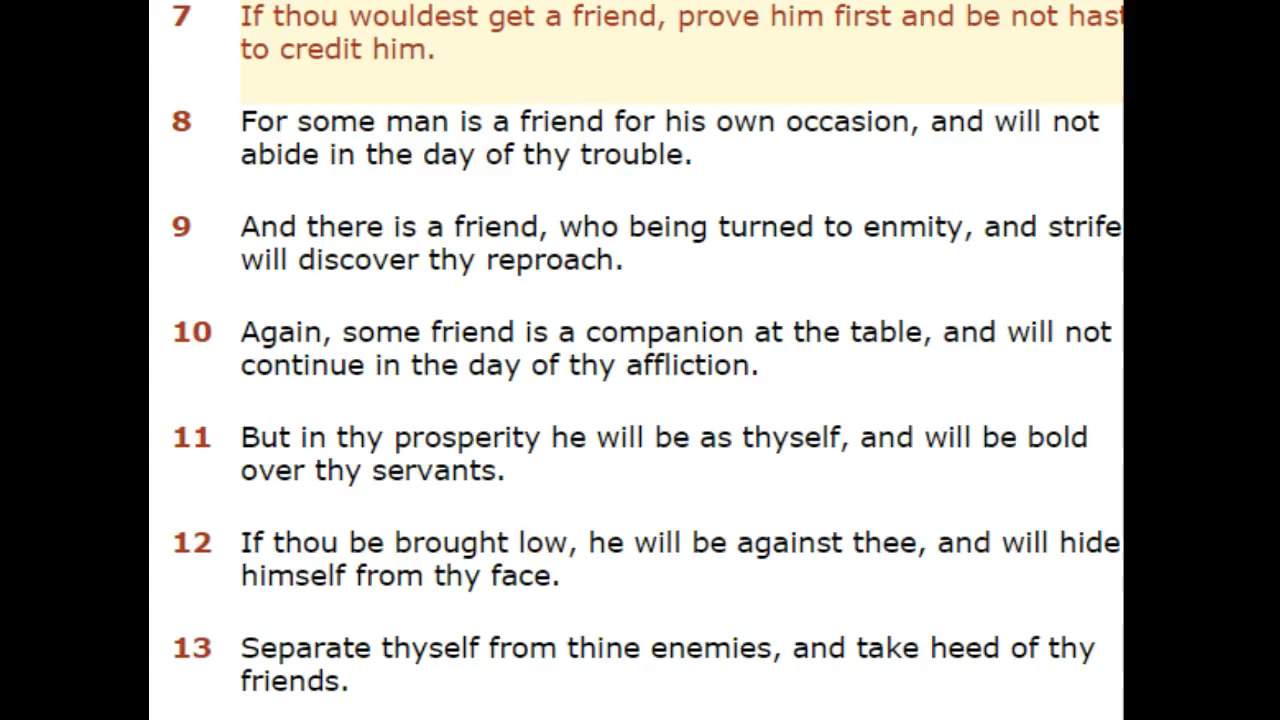 7 If thou wouldest get a friend, prove him first and be not hast
to credit him.
8 For some man is a friend for his own occasion, and will not
abide in the day of thy trouble.
9 And there is a friend, who being turned to enmity, and strife
will discover thy reproach.
10 Again, some friend is a companion at the table, and will not
continue in the day of thy affliction.
11 But in thy prosperity he will be as thyself, and will be bold
over thy servants.
12 If thou be brought low, he will be against thee, and will hide
himself from thy face.
13 Separate thyself from thine enemies, and take heed of thy
friends.